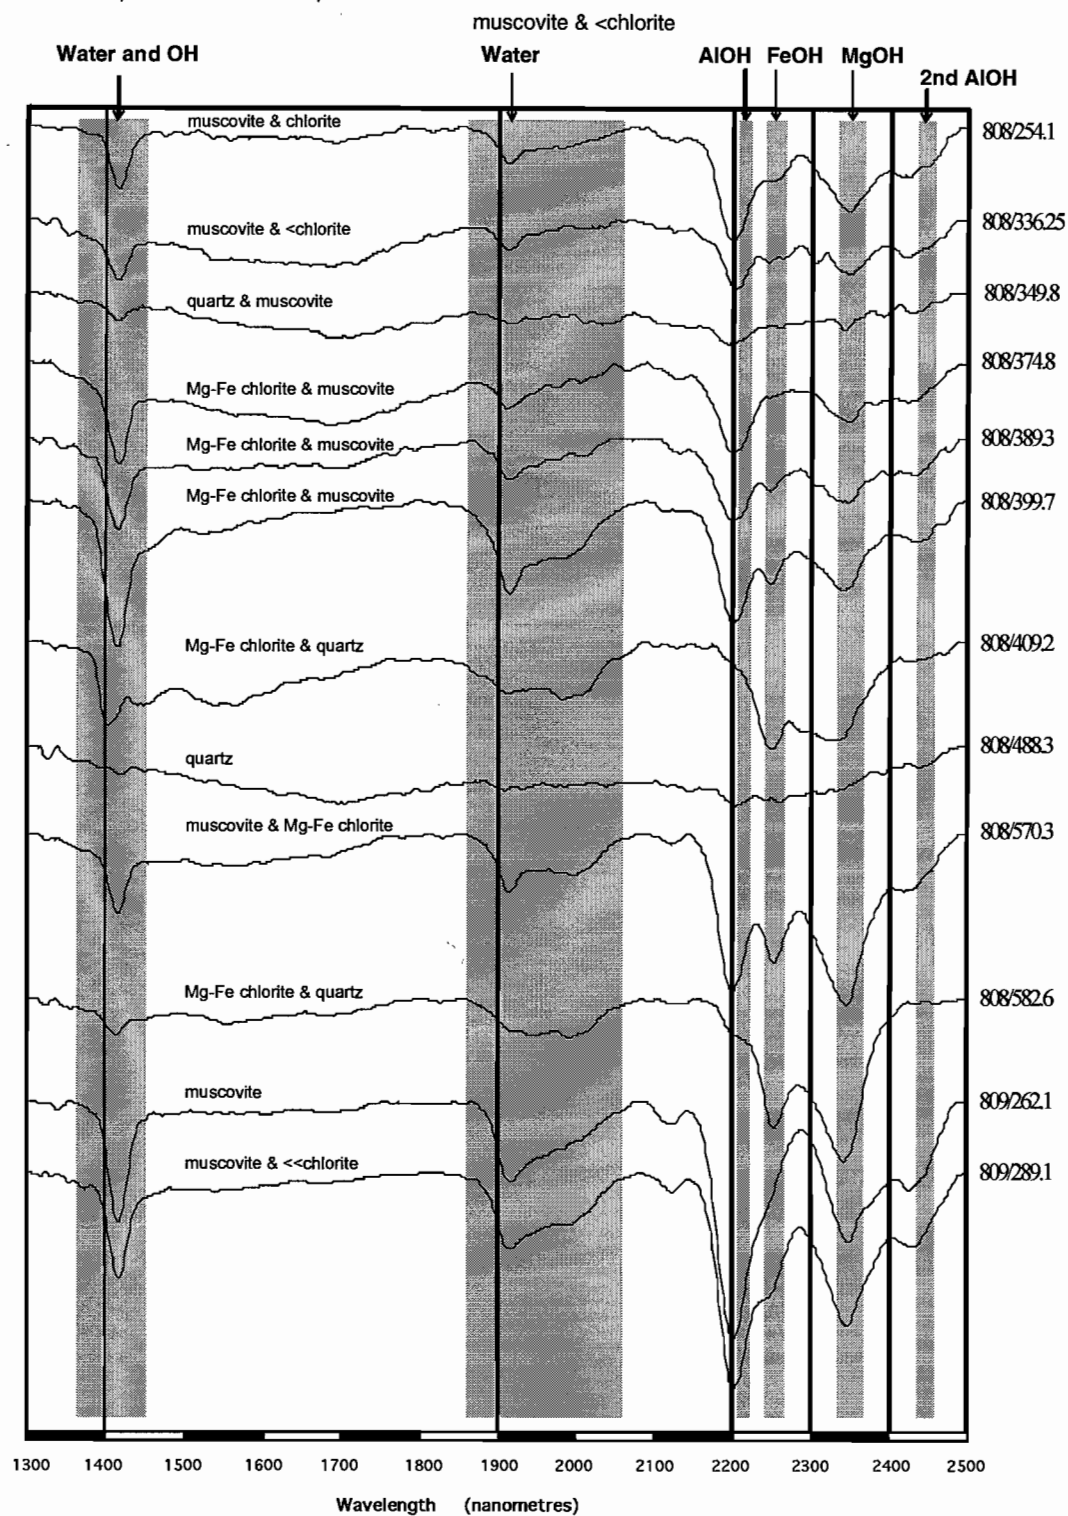 muscovite & <chlorite
Water and OH
Water
AlOH
FeOH
MgOH
2nd AlOH
muscovite & chlorite
808/254.1
muscovite & <chlorite
808/336.25
quartz & muscovite
808/349.8
Mg-Fe chlorite & muscovite
808/374.8
Mg-Fe chlorite & muscovite
808/389.3
Mg-Fe chlorite & muscovite
808/399.7
Mg-Fe chlorite & quartz
808/409.2
quartz
808/488.3
muscovite & Mg-Fe chlorite
808/570.3
Mg-Fe chlorite & quartz
808/582.6
muscovite
809/262.1
muscovite & <<chlorite
809/289.1
1300 1400 1500 1600 1700 1800 1900 2000 2100 2200 2300 2400 2500
Wavelength (nanometres)